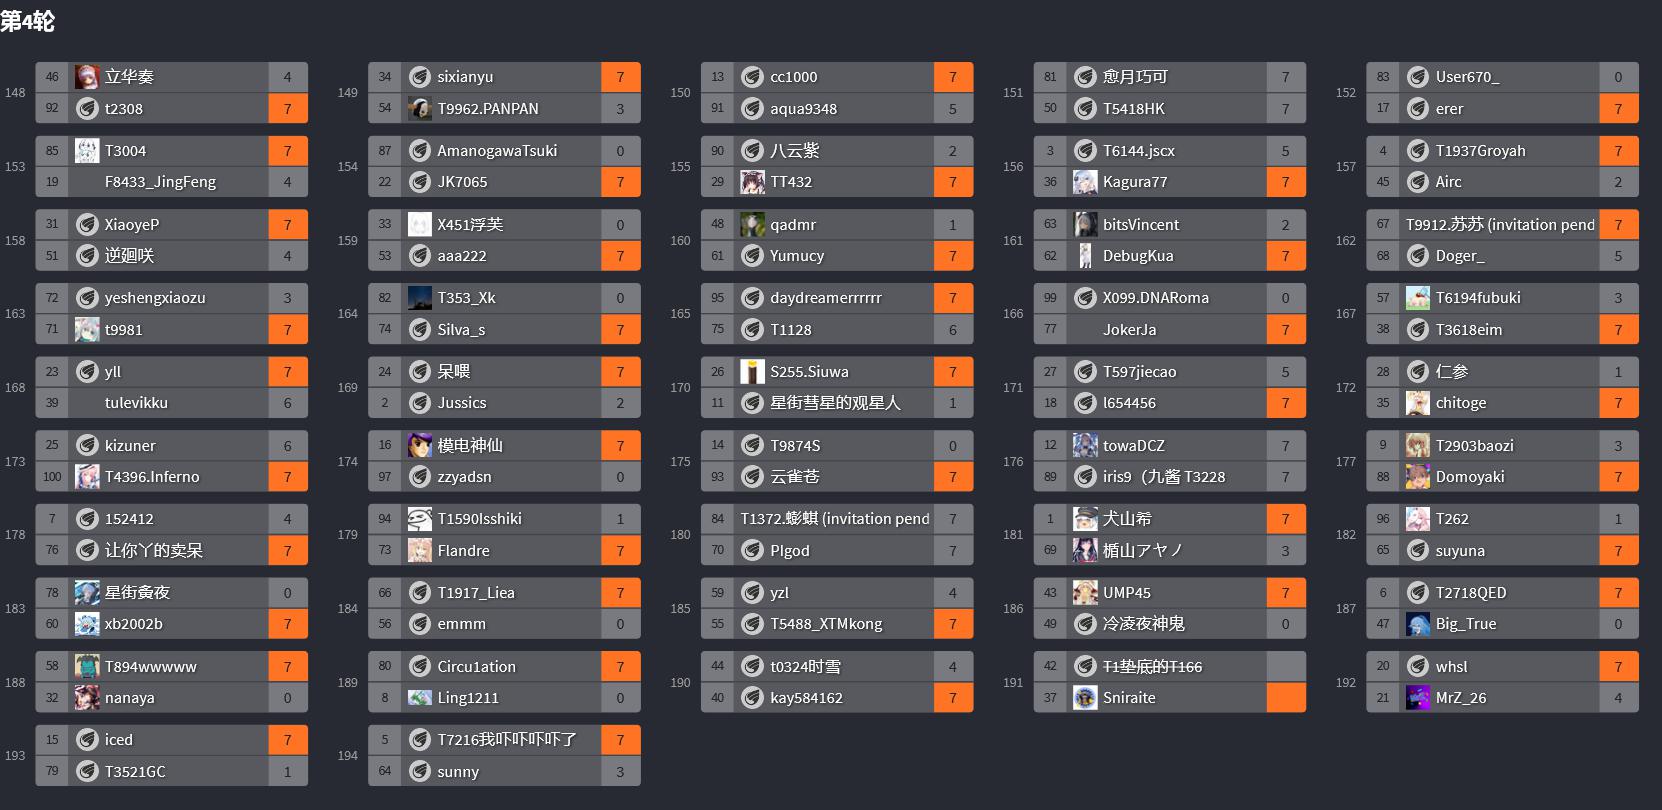 第4轮
148
46 立华奏 4
92 t2308 7
149
34 sixianyu 7
54 T9962.PANPAN 3
150
13 cc1000 7
91 aqua9348 5
151
81 愈月巧可 7
50 T5418HK 7
152
83 User670_ 0
17 erer 7
153
85 T3004 7
19 F8433_JingFeng 4
154
87 AmanogawaTsuki 0
22 JK7065 7
155
90 八云紫 2
29 TT432 7
156
3 T6144.jscx 5
36 Kagura77 7
157
4 T1937Groyah 7
45 Airc 2
158
31 XiaoyeP 7
51 逆廻咲 4
159
33 X451浮芙 0
53 aaa222 7
160
48 qadmr 1
61 Yumucy 7
161
63 bitsVincent 2
62 DebugKua 7
162
67 T9912.苏苏 (invitation pend 7
68 Doger_ 5
163
72 yeshengxiaozu 3
71 t9981 7
164
82 T353_Xk 0
74 Silva_s 7
165
95 daydreamerrrrrr 7
75 T1128 6
166
99 X099.DNARoma 0
77 JokerJa 7
167
57 T6194fubuki 3
38 T3618eim 7
168
23 yll 7
39 tulevikku 6
169
24 呆喂 7
2 Jussics 2
170
26 S255.Siuwa 7
11 星街彗星的观星人 1
171
27 T597jiecao 5
18 l654456 7
172
28 仁参 1
35 chitoge 7
173
25 kizuner 6
100 T4396.Inferno 7
174
16 模电神仙 7
97 zzyadsn 0
175
14 T9874S 0
93 云雀苍 7
176
12 towaDCZ 7
89 iris9（九酱 T3228 7
177
9 T2903baozi 3
88 Domoyaki 7
178
7 152412 4
76 让你丫的卖呆 7
179
94 T1590Isshiki 1
73 Flandre 7
180
84 T1372.蟛蜞 (invitation pend 7
70 PIgod 7
181
1 犬山希 7
69 楯山アヤノ 3
182
96 T262 1
65 suyuna 7
183
78 星街夤夜 0
60 xb2002b 7
184
66 T1917_Liea 7
56 emmm 0
185
59 yzl 4
55 T5488_XTMkong 7
186
43 UMP45 7
49 冷凌夜神鬼 0
187
6 T2718QED 7
47 Big_True 0
188
58 T894wwwww 7
32 nanaya 0
189
80 Circu1ation 7
8 Ling1211 0
190
44 t0324时雪 4
40 kay584162 7
191
42 T1垫底的T166
37 Sniraite
192
20 whsl 7
21 MrZ_26 4
193
15 iced 7
79 T3521GC 1
194
5 T7216我吓吓吓吓了 7
64 sunny 3